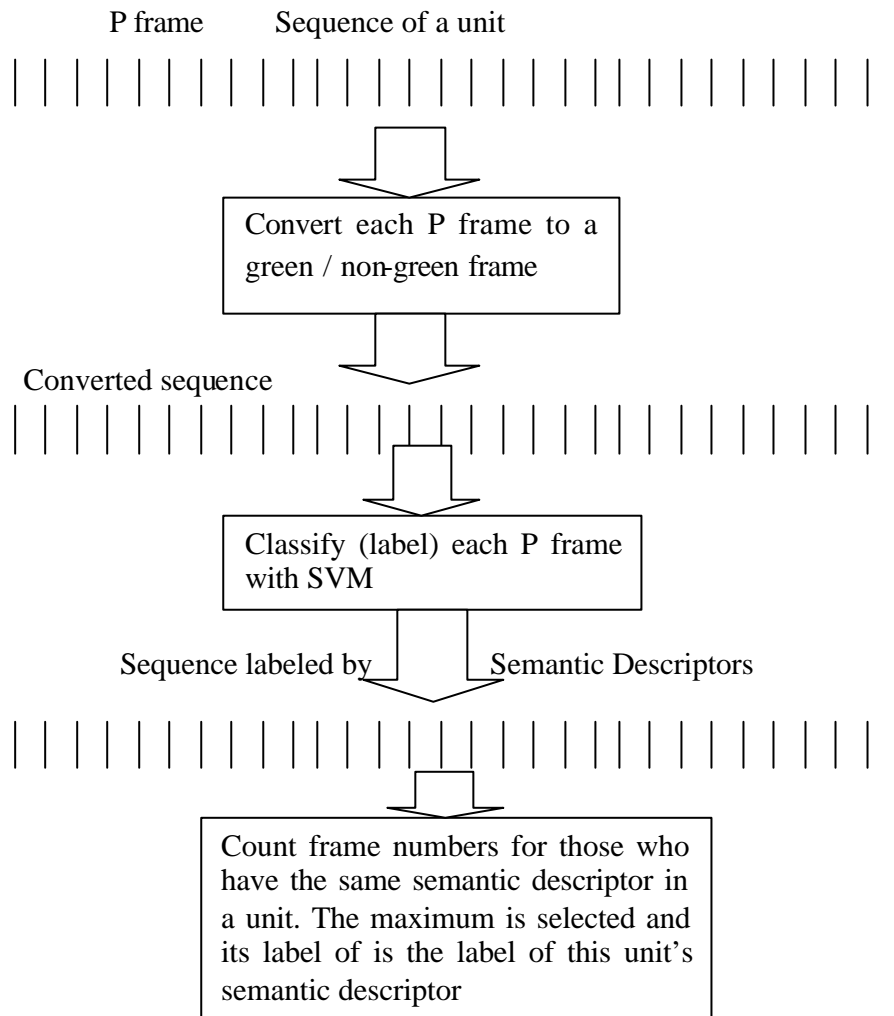 P frame Sequence of a unit
Convert each P frame to a
green / non-green frame
Converted sequence
Classify (label) each P frame
with SVM
Sequence labeled by Semantic Descriptors
Count frame numbers for those who
have the same semantic descriptor in
a unit. The maximum is selected and
its label of is the label of this unit's
semantic descriptor